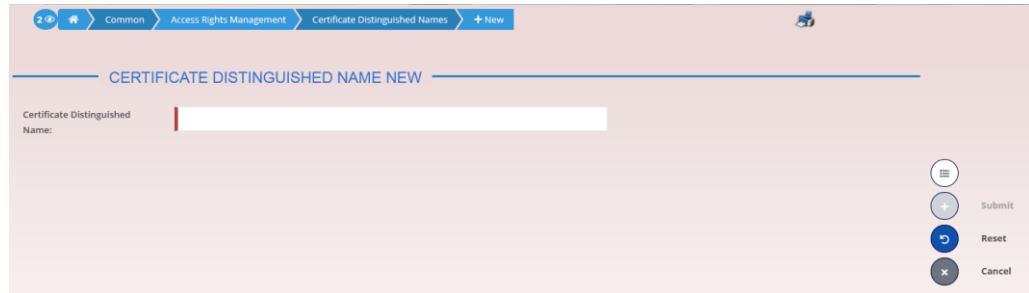 2 Common Access Rights Management Certificate Distinguished Names + New
CERTIFICATE DISTINGUISHED NAME NEW
Certificate Distinguished
Name:
Submit
Reset
Cancel